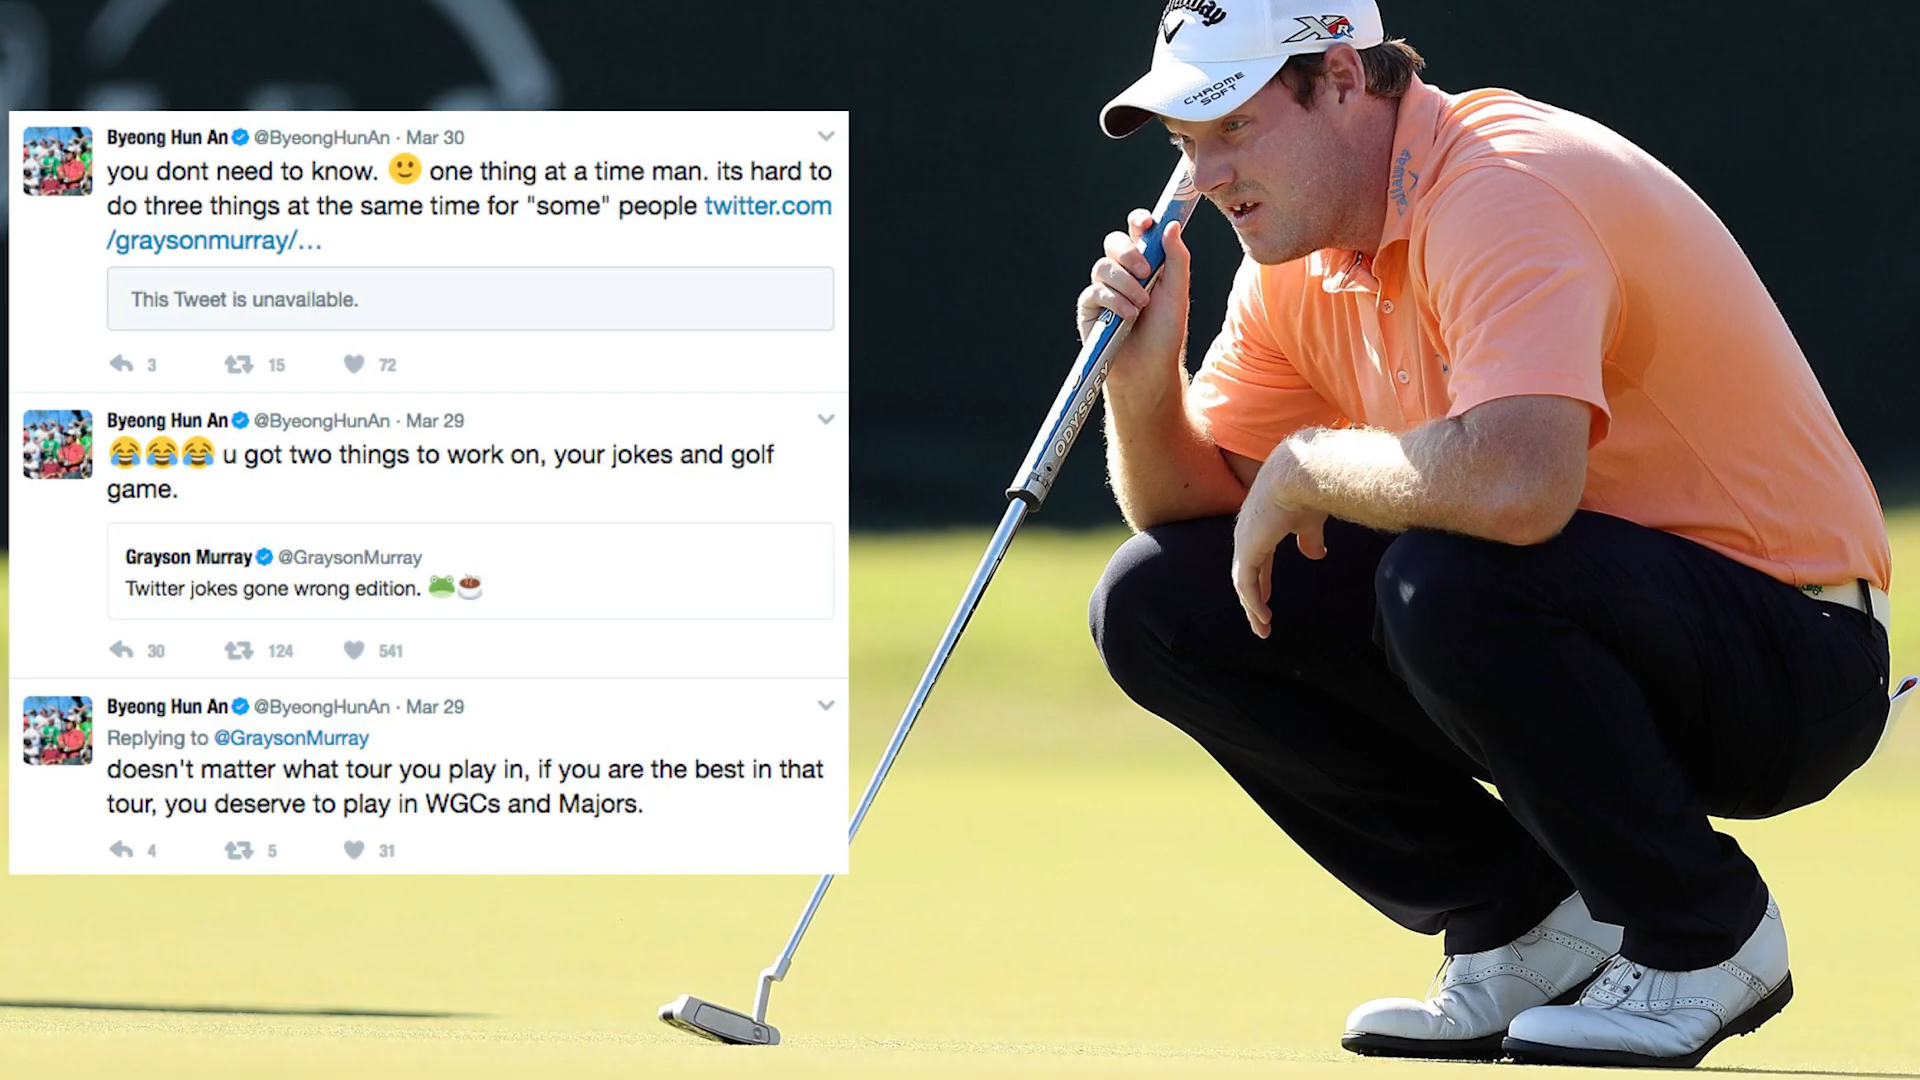 Byeong Hun An @ByeongHunAn · Mar 30
you dont need to know. 🙂 one thing at a time man. its hard to
do three things at the same time for "some" people twitter.com
/graysonmurray/...
This Tweet is unavailable.
3 15 72
Byeong Hun An @ByeongHunAn · Mar 29
😂😂😂 u got two things to work on, your jokes and golf
game.
Grayson Murray @GraysonMurray
Twitter jokes gone wrong edition. 🐸☕
30 124 541
Byeong Hun An @ByeongHunAn · Mar 29
Replying to @GraysonMurray
doesn't matter what tour you play in, if you are the best in that
tour, you deserve to play in WGCs and Majors.
4 5 31
Callaway
XR
CHROME
SOFT
Callaway
ODYSSEY